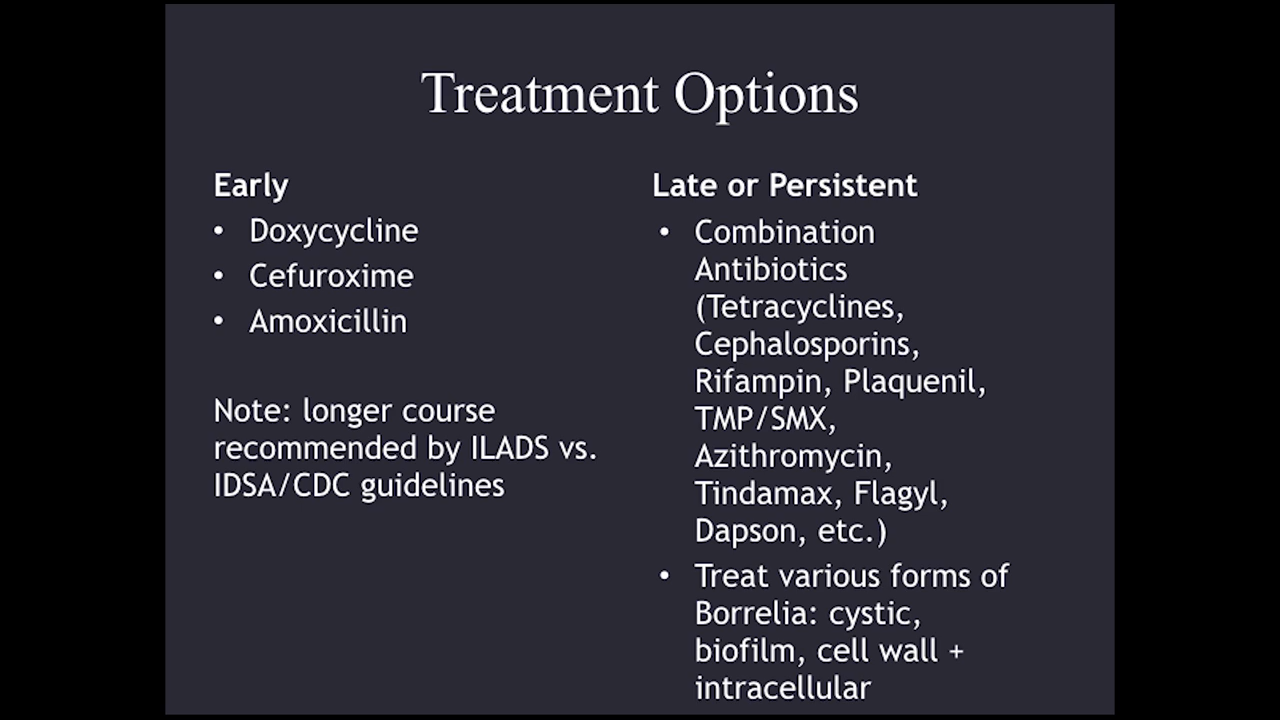 Treatment Options
Early
• Doxycycline
• Cefuroxime
• Amoxicillin
Note: longer course
recommended by ILADS vs.
IDSA/CDC guidelines
Late or Persistent
• Combination
Antibiotics
(Tetracyclines,
Cephalosporins,
Rifampin, Plaquenil,
TMP/SMX,
Azithromycin,
Tindamax, Flagyl,
Dapson, etc.)
• Treat various forms of
Borrelia: cystic,
biofilm, cell wall +
intracellular